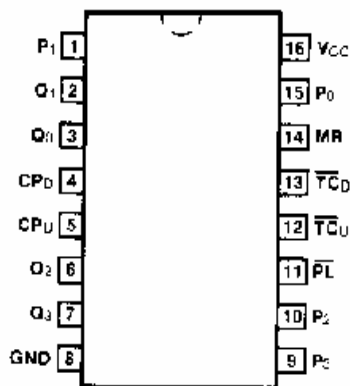 P1 1 16 VCC
Q1 2 15 P0
Q0 3 14 MR
CPD 4 13 TCD
CPU 5 12 TCU
Q2 6 11 PL
Q3 7 10 P2
GND 8 9 P3